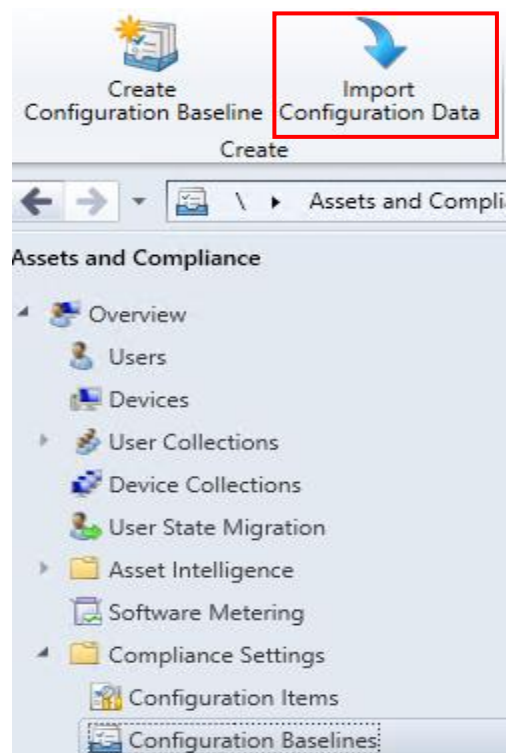 Create
Configuration Baseline
Import
Configuration Data
Create
\ Assets and Compli
Assets and Compliance
Overview
Users
Devices
User Collections
Device Collections
User State Migration
Asset Intelligence
Software Metering
Compliance Settings
Configuration Items
Configuration Baselines